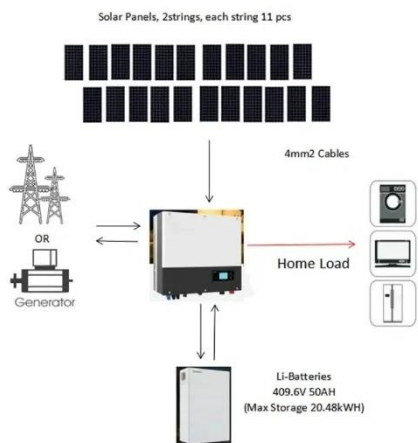 Solar Panels, 2strings, each string 11 pcs
4mm2 Cables
OR
Generator
Home Load
Li-Batteries
409.6V 50AH
(Max Storage 20.48kWH)